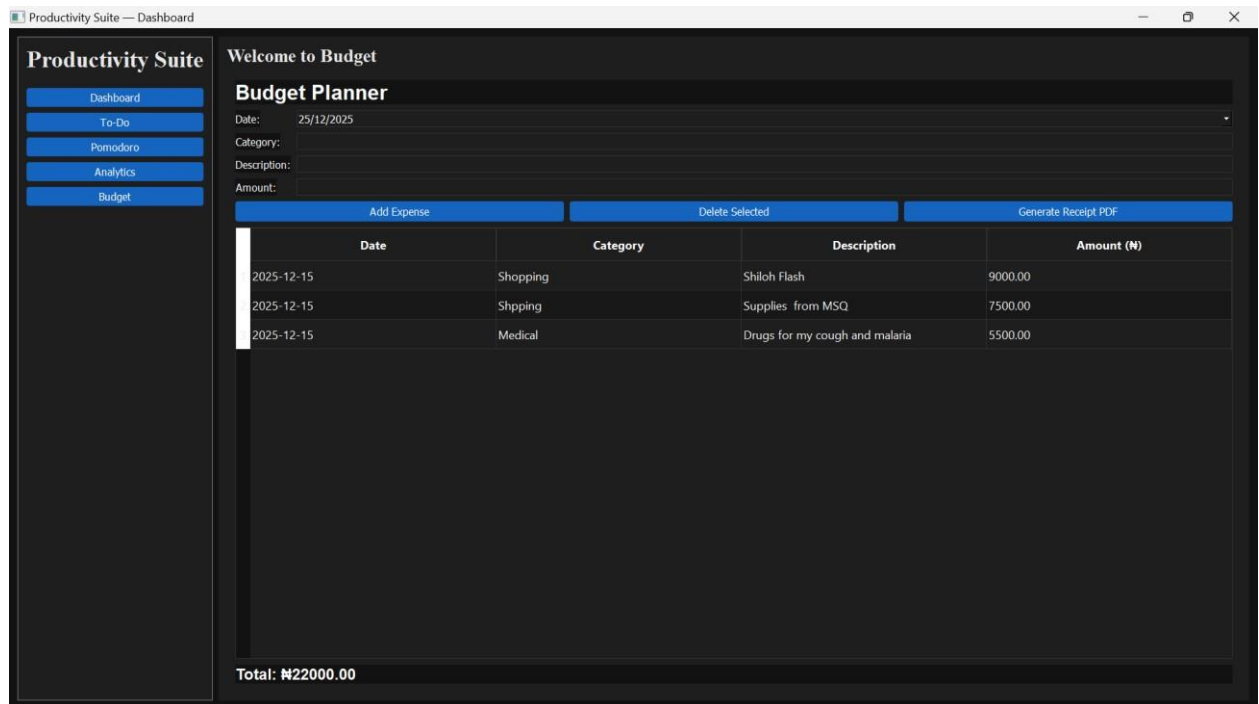 Productivity Suite — Dashboard
Productivity Suite
Dashboard
To-Do
Pomodoro
Analytics
Budget
Welcome to Budget
Budget Planner
Date: 25/12/2025
Category:
Description:
Amount:
Add Expense Delete Selected Generate Receipt PDF
Date Category Description Amount (₦)
2025-12-15 Shopping Shiloh Flash 9000.00
2025-12-15 Shpping Supplies from MSQ 7500.00
2025-12-15 Medical Drugs for my cough and malaria 5500.00
Total: ₦22000.00